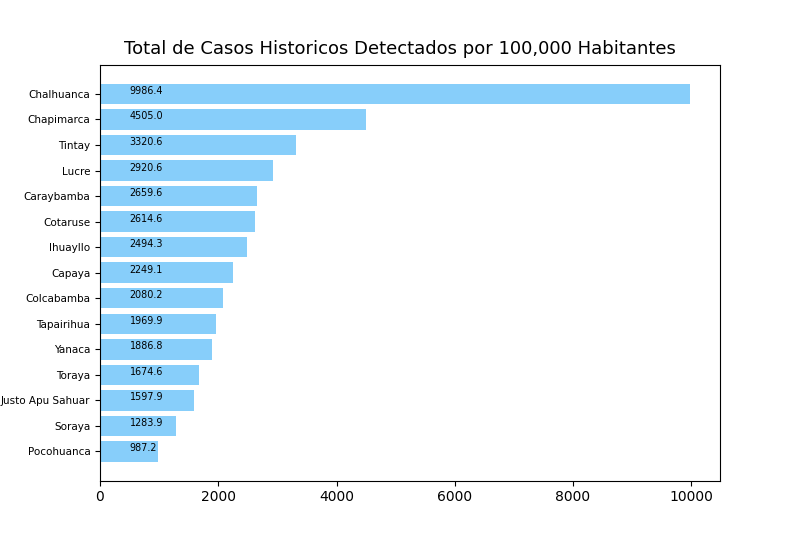 Total de Casos Historicos Detectados por 100,000 Habitantes
Chalhuanca 9986.4
Chapimarca 4505.0
Tintay 3320.6
Lucre 2920.6
Caraybamba 2659.6
Cotaruse 2614.6
Ihuayllo 2494.3
Capaya 2249.1
Colcabamba 2080.2
Tapairihua 1969.9
Yanaca 1886.8
Toraya 1674.6
Justo Apu Sahuar 1597.9
Soraya 1283.9
Pocohuanca 987.2
0 2000 4000 6000 8000 10000